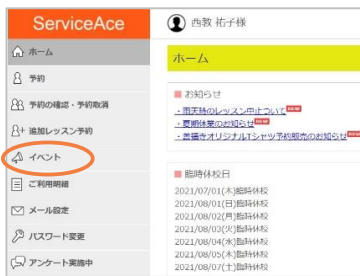 ServiceAce
西教 祐子様
ホーム
ホーム
予約
予約の確認・予約取消
追加レッスン予約
イベント
ご利用明細
メール設定
パスワード変更
アンケート実施中
■ お知らせ
・雨天時のレッスン中止ついて NEW
・夏期休業のお知らせ NEW
・善福寺オリジナルTシャツ予約販売のお知らせ NEW
■ 臨時休校日
2021/07/01(木)臨時休校
2021/08/01(日)臨時休校
2021/08/02(月)臨時休校
2021/08/03(火)臨時休校
2021/08/04(水)臨時休校
2021/08/05(木)臨時休校
2021/08/07(土)臨時休校